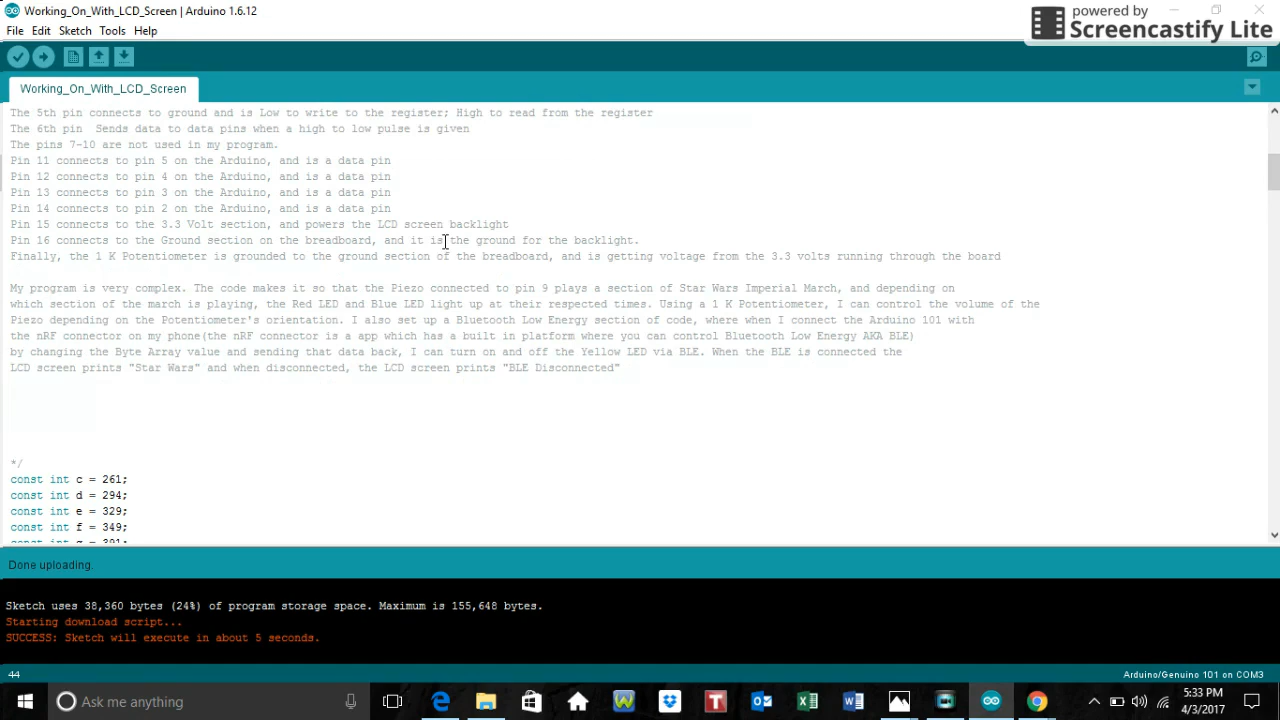 Working_On_With_LCD_Screen | Arduino 1.6.12
powered by
Screencastify Lite
File Edit Sketch Tools Help
Working_On_With_LCD_Screen
The 5th pin connects to ground and is Low to write to the register; High to read from the register
The 6th pin  Sends data to data pins when a high to low pulse is given
The pins 7-10 are not used in my program.
Pin 11 connects to pin 5 on the Arduino, and is a data pin
Pin 12 connects to pin 4 on the Arduino, and is a data pin
Pin 13 connects to pin 3 on the Arduino, and is a data pin
Pin 14 connects to pin 2 on the Arduino, and is a data pin
Pin 15 connects to the 3.3 Volt section, and powers the LCD screen backlight
Pin 16 connects to the Ground section on the breadboard, and it is the ground for the backlight.
Finally, the 1 K Potentiometer is grounded to the ground section of the breadboard, and is getting voltage from the 3.3 volts running through the board
My program is very complex. The code makes it so that the Piezo connected to pin 9 plays a section of Star Wars Imperial March, and depending on
which section of the march is playing, the Red LED and Blue LED light up at their respected times. Using a 1 K Potentiometer, I can control the volume of the
Piezo depending on the Potentiometer's orientation. I also set up a Bluetooth Low Energy section of code, where when I connect the Arduino 101 with
the nRF connector on my phone(the nRF connector is a app which has a built in platform where you can control Bluetooth Low Energy AKA BLE)
by changing the Byte Array value and sending that data back, I can turn on and off the Yellow LED via BLE. When the BLE is connected the
LCD screen prints "Star Wars" and when disconnected, the LCD screen prints "BLE Disconnected"
*/
const int c = 261;
const int d = 294;
const int e = 329;
const int f = 349;
const int g = 391;
Done uploading.
Sketch uses 38,360 bytes (24%) of program storage space. Maximum is 155,648 bytes.
Starting download script...
SUCCESS: Sketch will execute in about 5 seconds.
44
Arduino/Genuino 101 on COM3
Ask me anything
5:33 PM
4/3/2017